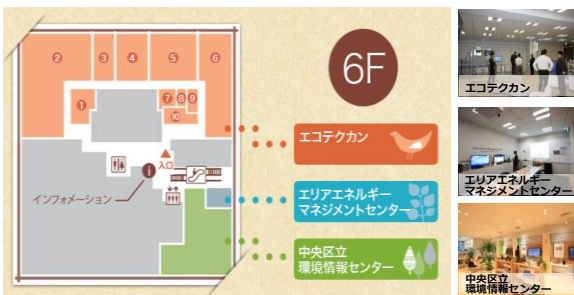 ② ③ ④ ⑤ ⑥
① ⑦ ⑧ ⑨
⑩
入口
i
インフォメーション
6F
エコテクカン
エリアエネルギー
マネジメントセンター
中央区立
環境情報センター
エコテクカン
エリアエネルギー
マネジメントセンター
中央区立
環境情報センター